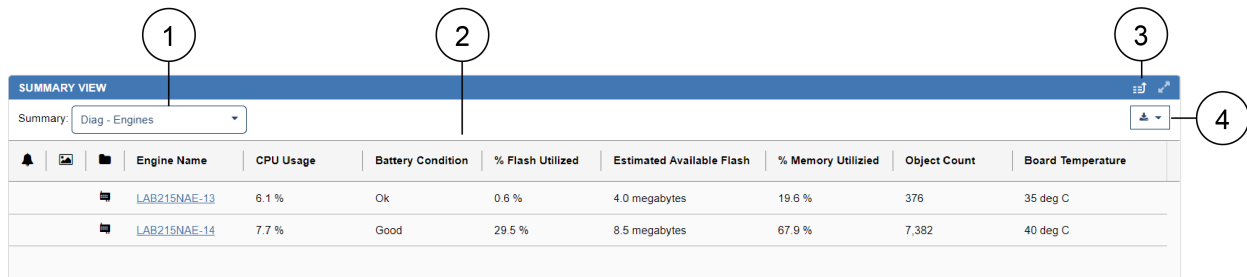 1 2 3
SUMMARY VIEW
Summary: Diag - Engines
4
Engine Name CPU Usage Battery Condition % Flash Utilized Estimated Available Flash % Memory Utilizied Object Count Board Temperature
LAB215NAE-13 6.1 % Ok 0.6 % 4.0 megabytes 19.6 % 376 35 deg C
LAB215NAE-14 7.7 % Good 29.5 % 8.5 megabytes 67.9 % 7,382 40 deg C